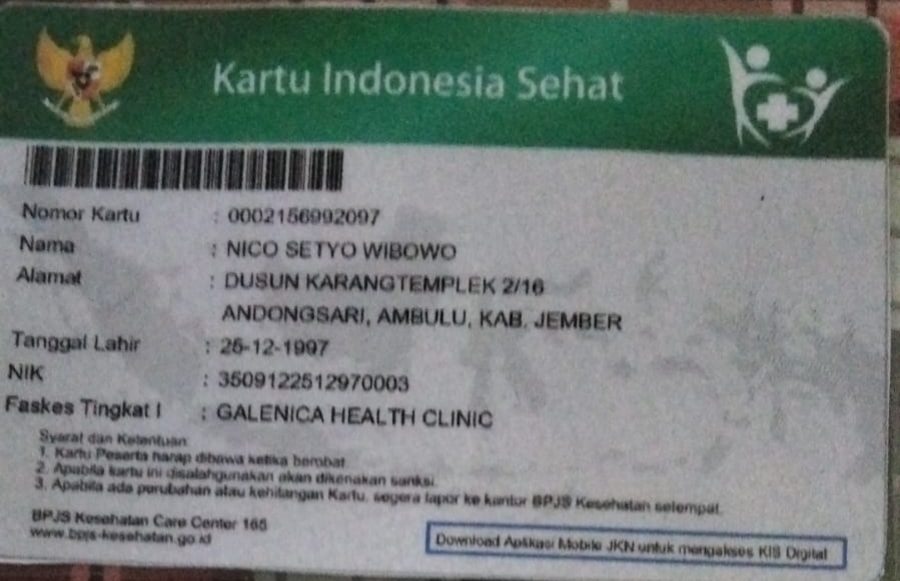 Kartu Indonesia Sehat
Nomor Kartu : 0002156992097
Nama : NICO SETYO WIBOWO
Alamat : DUSUN KARANGTEMPLEK 2/16
ANDONGSARI, AMBULU, KAB. JEMBER
Tanggal Lahir : 25-12-1997
NIK : 3509122512970003
Faskes Tingkat I : GALENICA HEALTH CLINIC
Syarat dan Ketentuan:
1. Kartu Peserta harap dibawa ketika berobat
2. Apabila kartu ini disalahgunakan akan dikenakan sanksi.
3. Apabila ada perubahan atau kehilangan Kartu, segera lapor ke kantor BPJS Kesehatan setempat.
BPJS Kesehatan Care Center 165
www.bpjs-kesehatan.go.id
Download Aplikasi Mobile JKN untuk mengakses KIS Digital